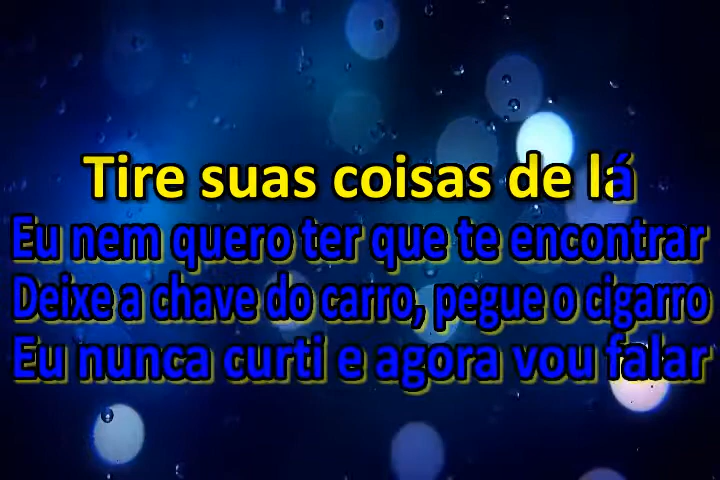 Tire suas coisas de lá
Eu nem quero ter que te encontrar
Deixe a chave do carro, pegue o cigarro
Eu nunca curti e agora vou falar